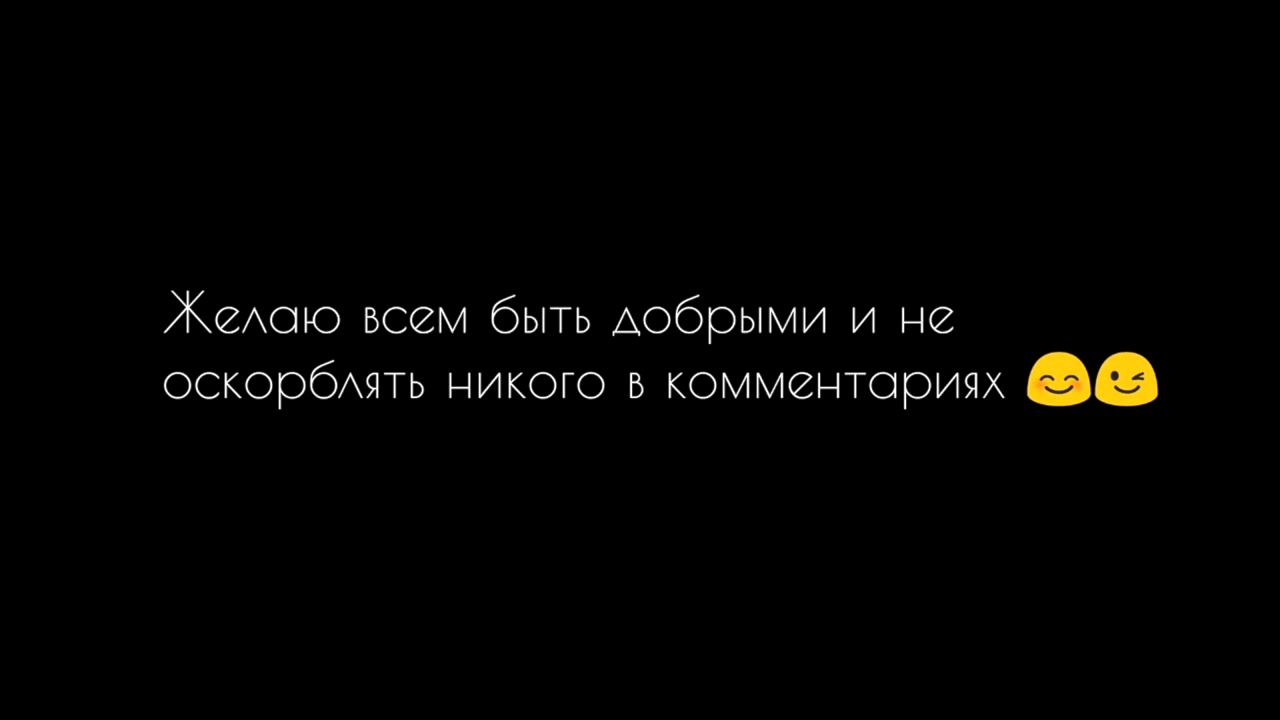 Желаю всем быть добрыми и не
оскорблять никого в комментариях 😊😉